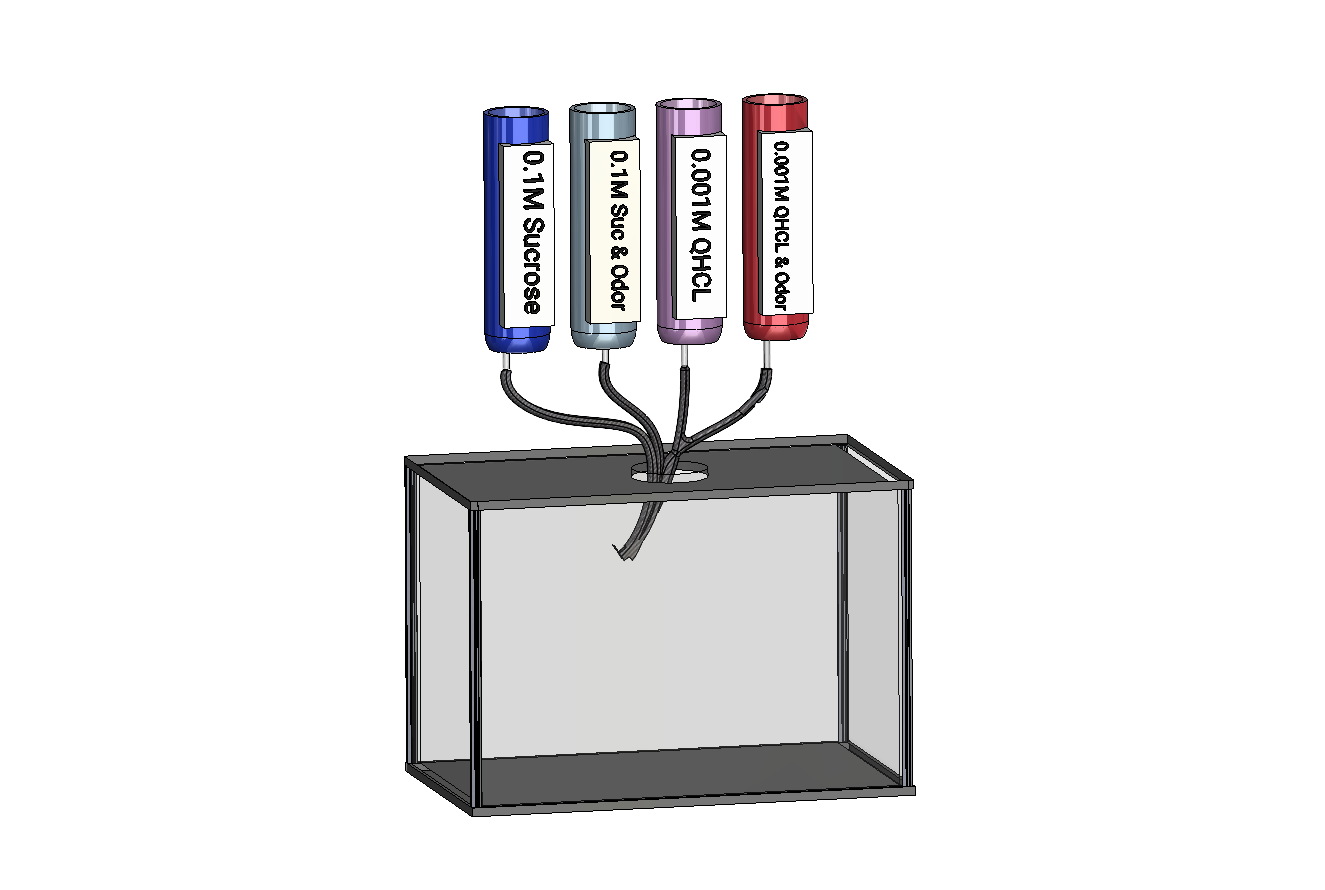 0.1M Sucrose
0.1M Suc & Odor
0.001M QHCL
0.001M QHCL & Odor